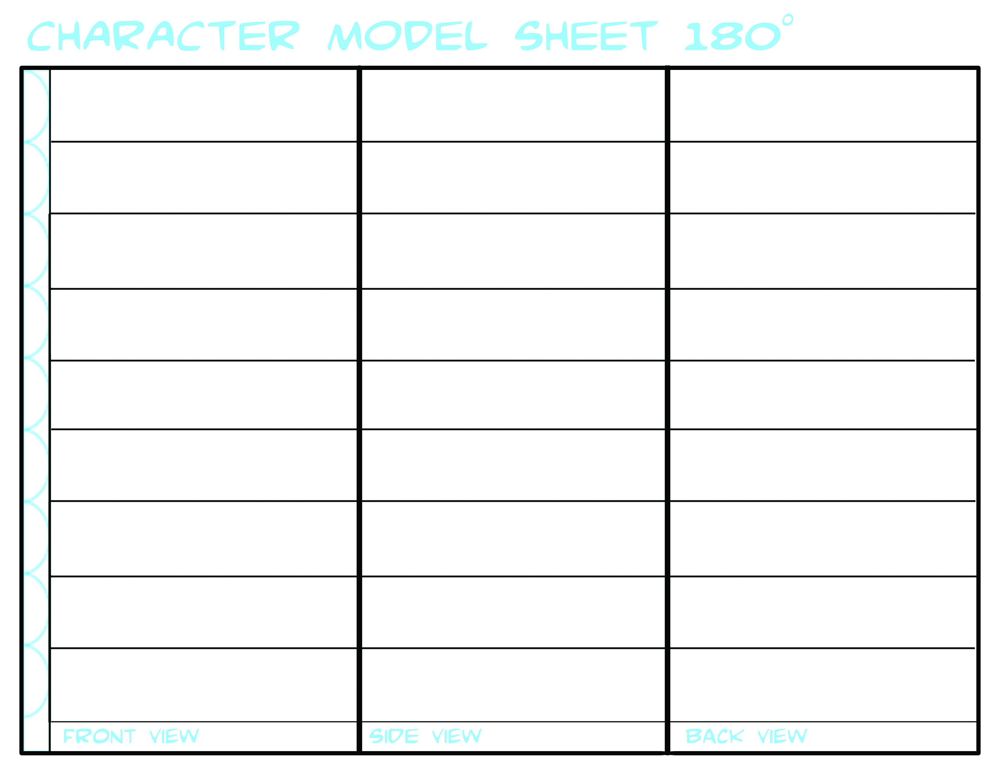 CHARACTER MODEL SHEET 180°
FRONT VIEW
SIDE VIEW
BACK VIEW